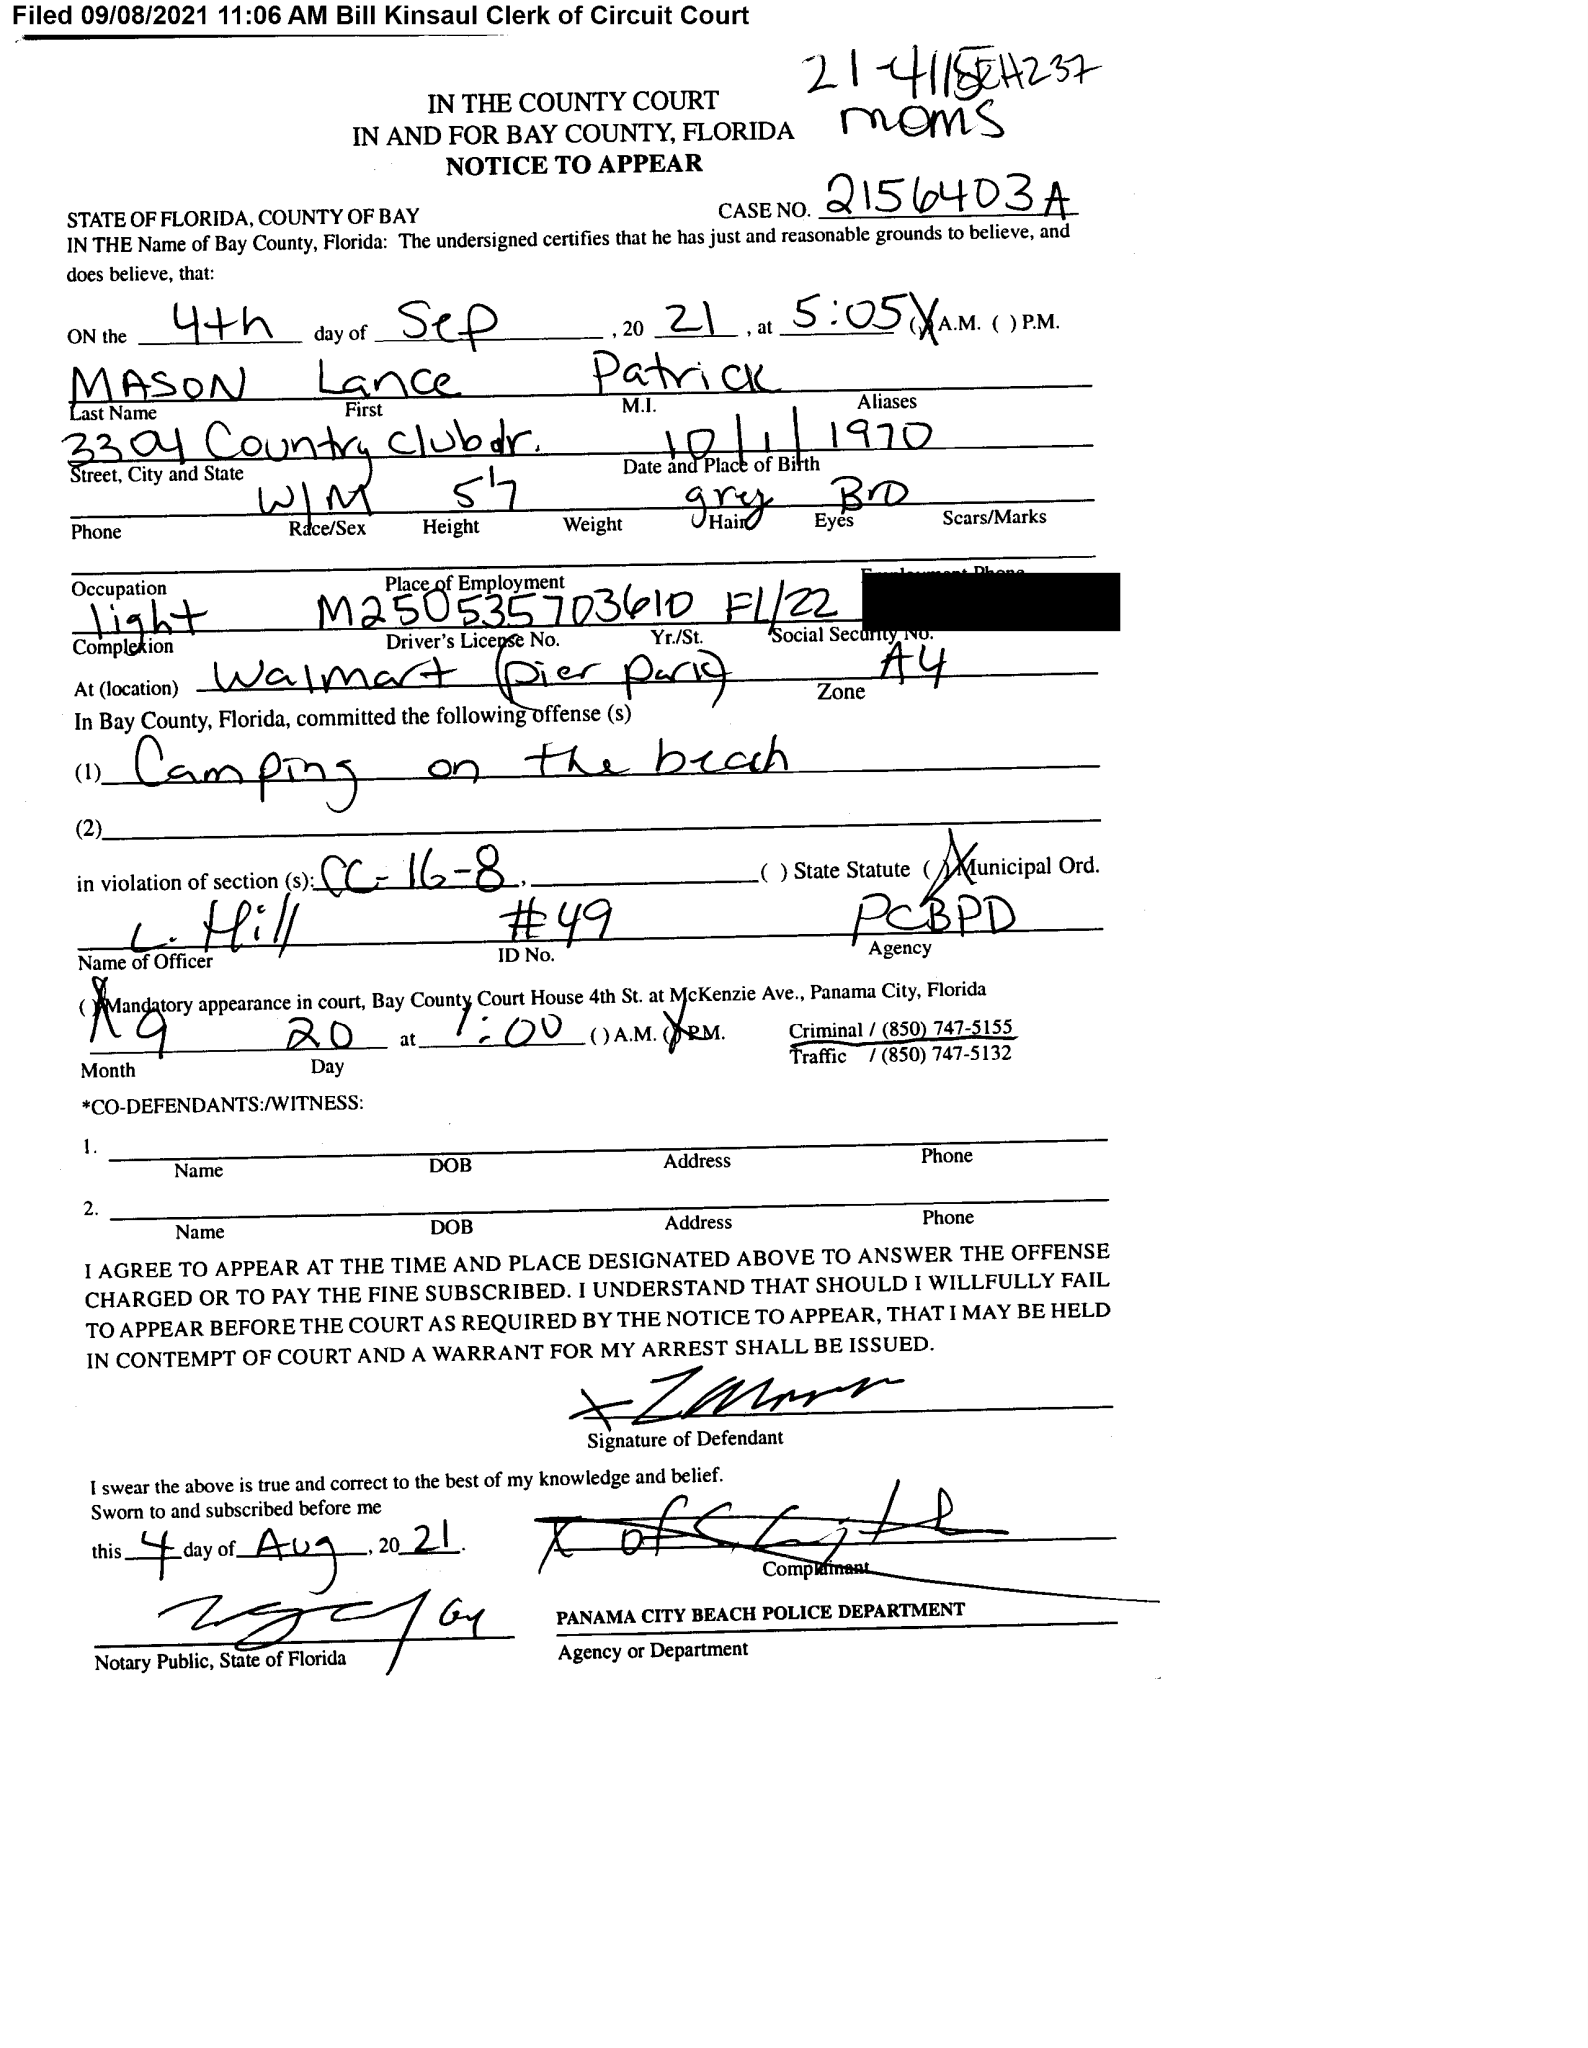 Filed 09/08/2021 11:06 AM Bill Kinsaul Clerk of Circuit Court
21-4118 EH237
moms
IN THE COUNTY COURT
IN AND FOR BAY COUNTY, FLORIDA
NOTICE TO APPEAR
CASE NO. 2156403A
STATE OF FLORIDA, COUNTY OF BAY
IN THE Name of Bay County, Florida: The undersigned certifies that he has just and reasonable grounds to believe, and
does believe, that:
ON the 4th day of Sep , 20 21 , at 5:05 (X) A.M. ( ) P.M.
MASON Lance Patrick
Last Name First M.I. Aliases
3304 Country club dr. 10/1/1970
Street, City and State Date and Place of Birth
W/M 5'7 grey BrO
Phone Race/Sex Height Weight Hair Eyes Scars/Marks
Occupation Place of Employment Employment Phone
light M250535703610 Fl/22
Complexion Driver's License No. Yr./St. Social Security No.
At (location) Walmart (pier park) Zone A4
In Bay County, Florida, committed the following offense (s)
(1) Camping on the beach
(2)
in violation of section (s): CC-16-8, ( ) State Statute (X) Municipal Ord.
L. Hill #49 PCBPD
Name of Officer ID No. Agency
(X) Mandatory appearance in court, Bay County Court House 4th St. at McKenzie Ave., Panama City, Florida
9 20 at 1:00 ( ) A.M. (X) P.M. Criminal / (850) 747-5155
Month Day Traffic / (850) 747-5132
*CO-DEFENDANTS:/WITNESS:
1.
Name DOB Address Phone
2.
Name DOB Address Phone
I AGREE TO APPEAR AT THE TIME AND PLACE DESIGNATED ABOVE TO ANSWER THE OFFENSE
CHARGED OR TO PAY THE FINE SUBSCRIBED. I UNDERSTAND THAT SHOULD I WILLFULLY FAIL
TO APPEAR BEFORE THE COURT AS REQUIRED BY THE NOTICE TO APPEAR, THAT I MAY BE HELD
IN CONTEMPT OF COURT AND A WARRANT FOR MY ARREST SHALL BE ISSUED.
X
Signature of Defendant
I swear the above is true and correct to the best of my knowledge and belief.
Sworn to and subscribed before me
this 4 day of Aug, 20 21.
Complainant
PANAMA CITY BEACH POLICE DEPARTMENT
Notary Public, State of Florida Agency or Department